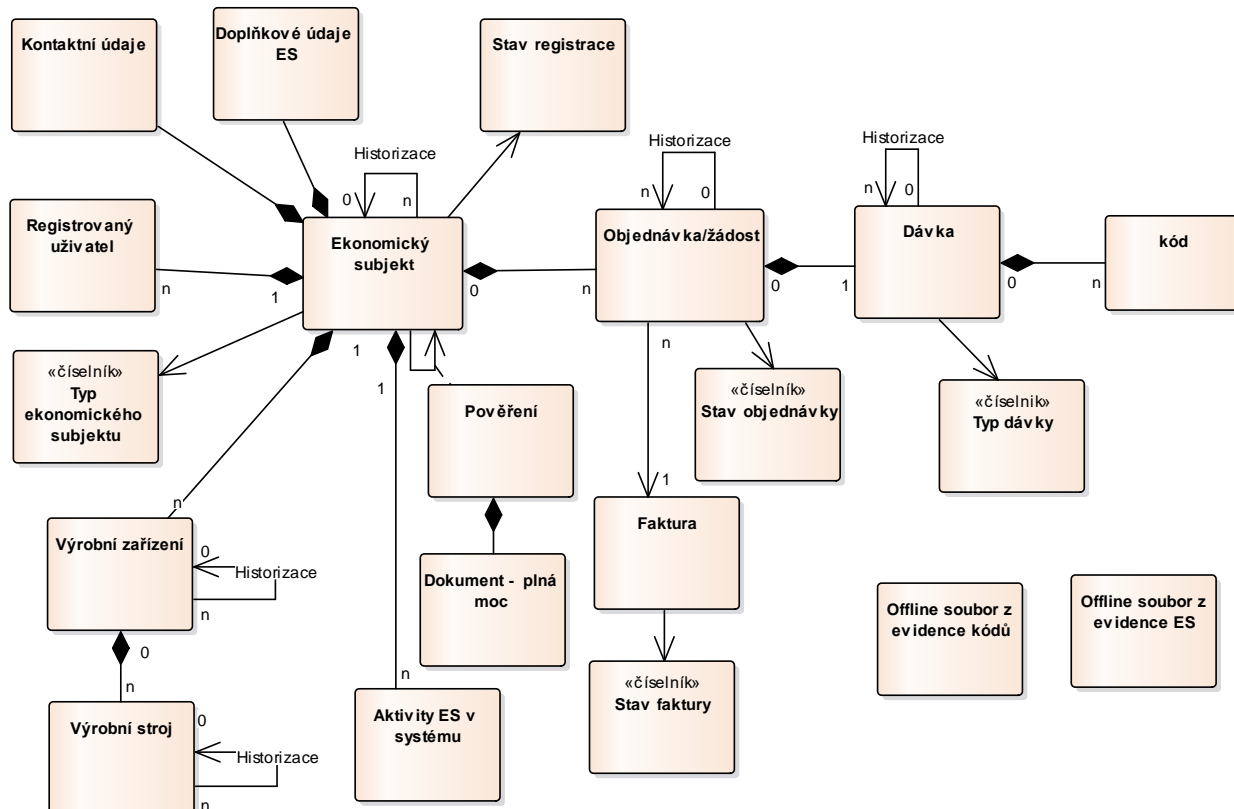 Kontaktní údaje
Doplňkové údaje
ES
Stav registrace
Historizace
0
n
Historizace
n
0
Historizace
n
0
Registrovaný
uživatel
n
1
Ekonomický
subjekt
0
n
Objednávka/žádost
0
1
Dávka
0
n
kód
«číselník»
Typ
ekonomického
subjektu
1
1
n
Pověření
«číselník»
Stav objednávky
«číselnik»
Typ dávky
n
1
Výrobní zařízení
0
Historizace
n
Faktura
Dokument - plná
moc
Offline soubor z
evidence kódů
Offline soubor z
evidence ES
0
n
n
«číselník»
Stav faktury
Výrobní stroj
0
Historizace
n
Aktivity ES v
systému